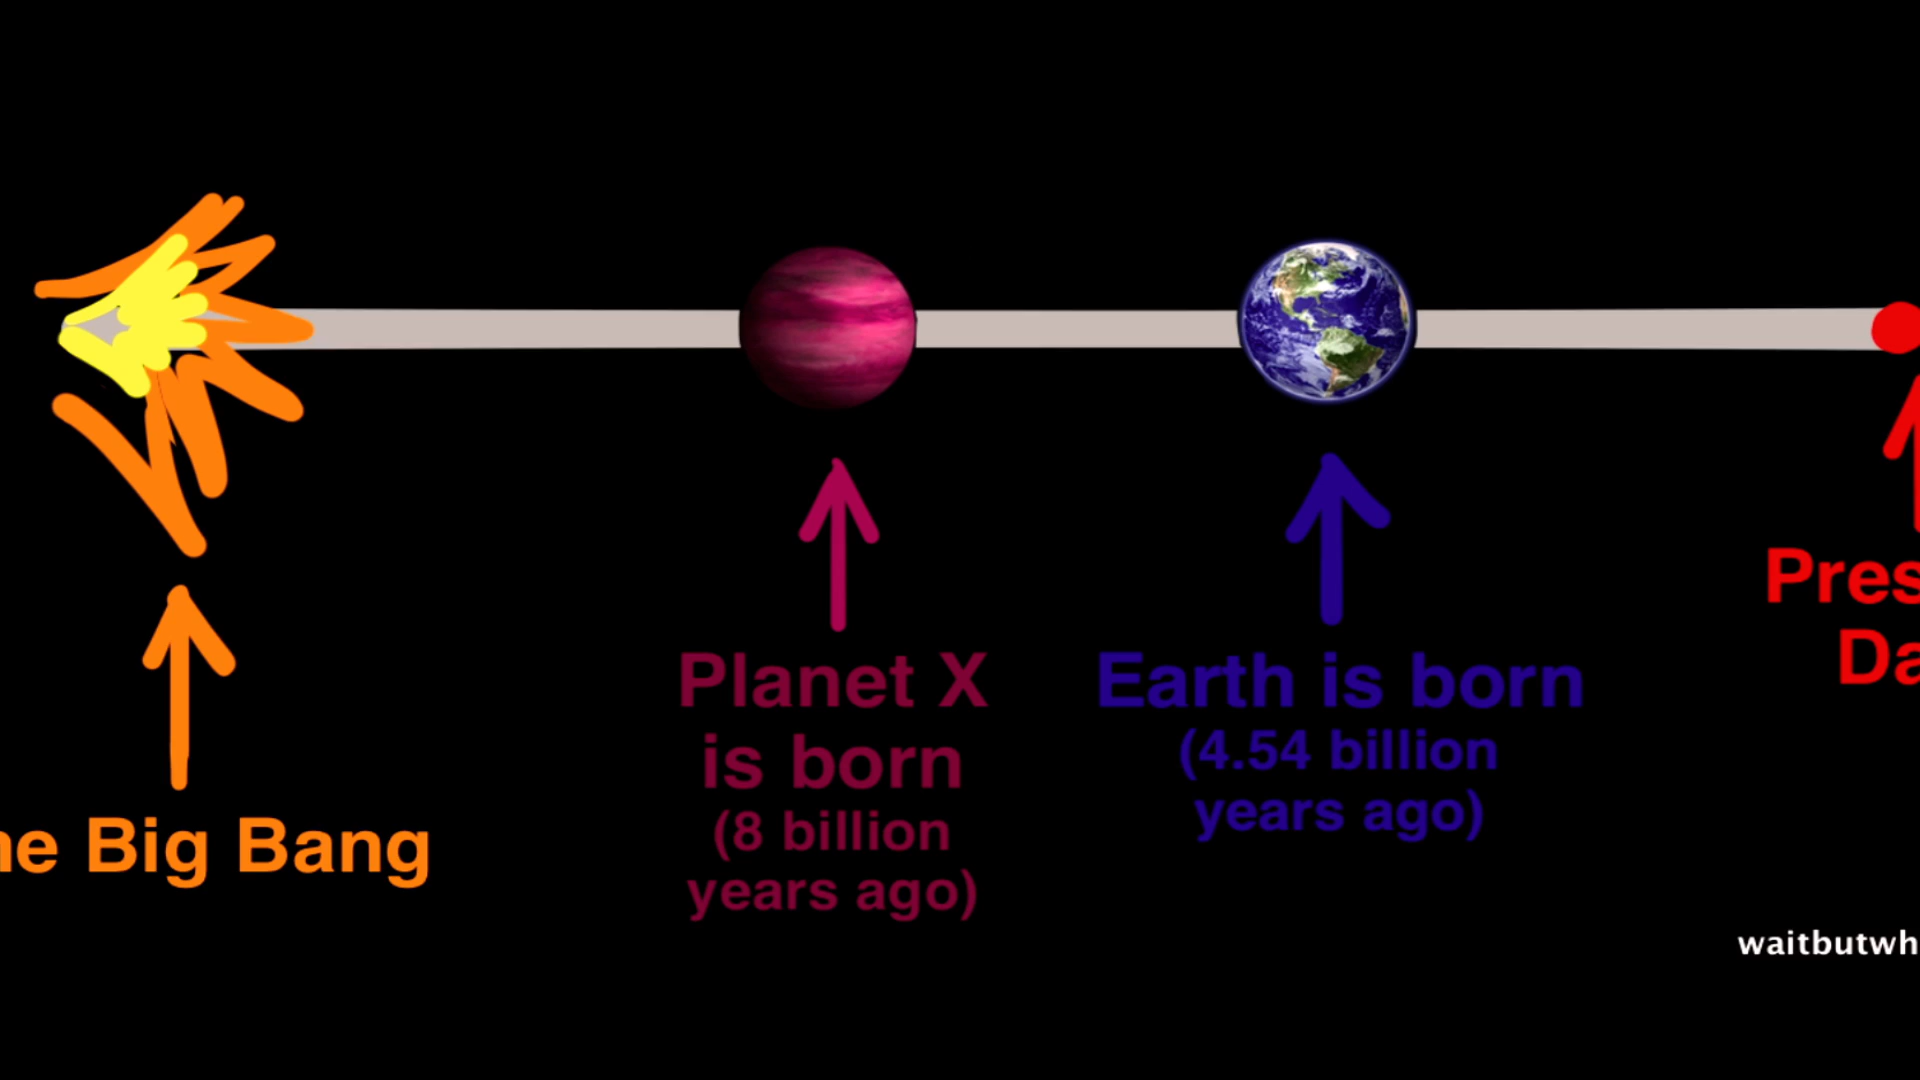 he Big Bang
Planet X
is born
(8 billion
years ago)
Earth is born
(4.54 billion
years ago)
Pres
Da
waitbutwh